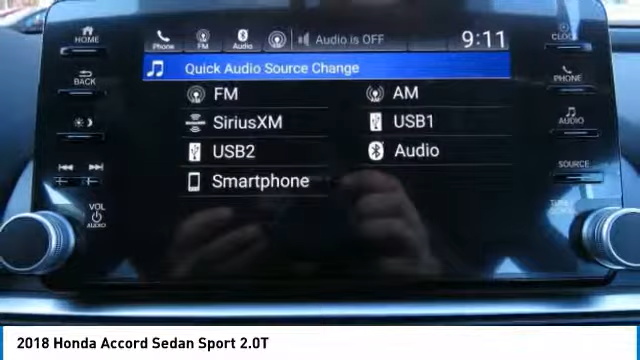 HOME
Phone FM Audio Audio is OFF 9:11
CLOCK
Quick Audio Source Change
BACK
PHONE
FM AM
SiriusXM USB1
AUDIO
USB2 Audio
SOURCE
Smartphone
VOL
AUDIO
TUNE
2018 Honda Accord Sedan Sport 2.0T